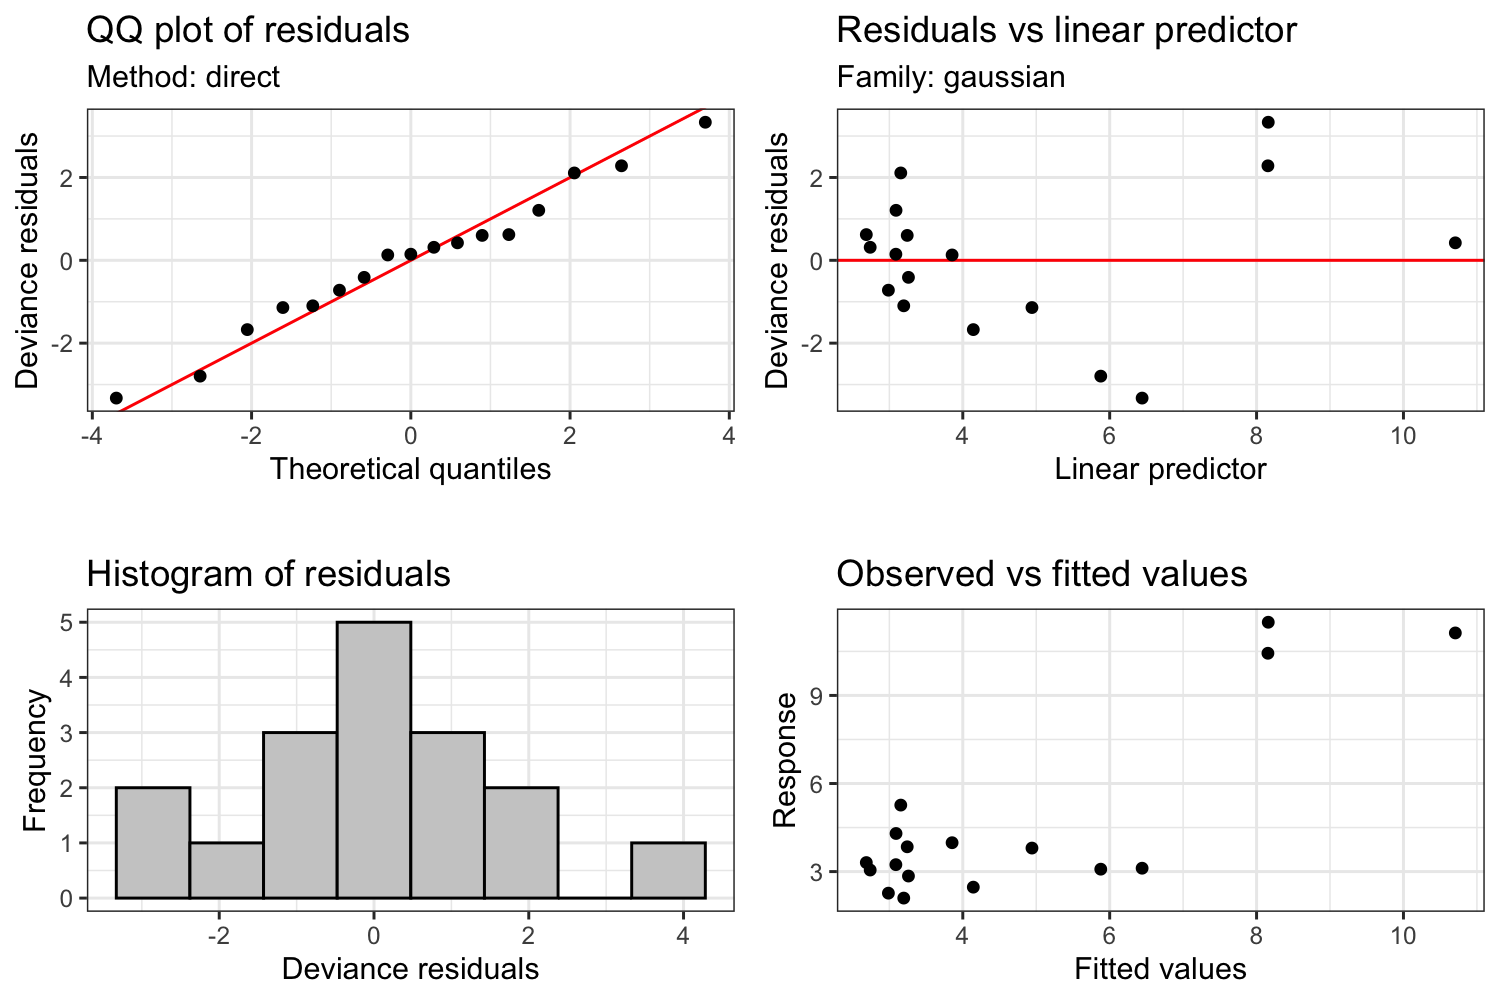 QQ plot of residuals
Method: direct
Deviance residuals
2
0
-2
-4
-2
0
2
4
Theoretical quantiles
Residuals vs linear predictor
Family: gaussian
Deviance residuals
2
0
-2
4
6
8
10
Linear predictor
Histogram of residuals
Frequency
5
4
3
2
1
0
-2
0
2
4
Deviance residuals
Observed vs fitted values
Response
9
6
3
4
6
8
10
Fitted values